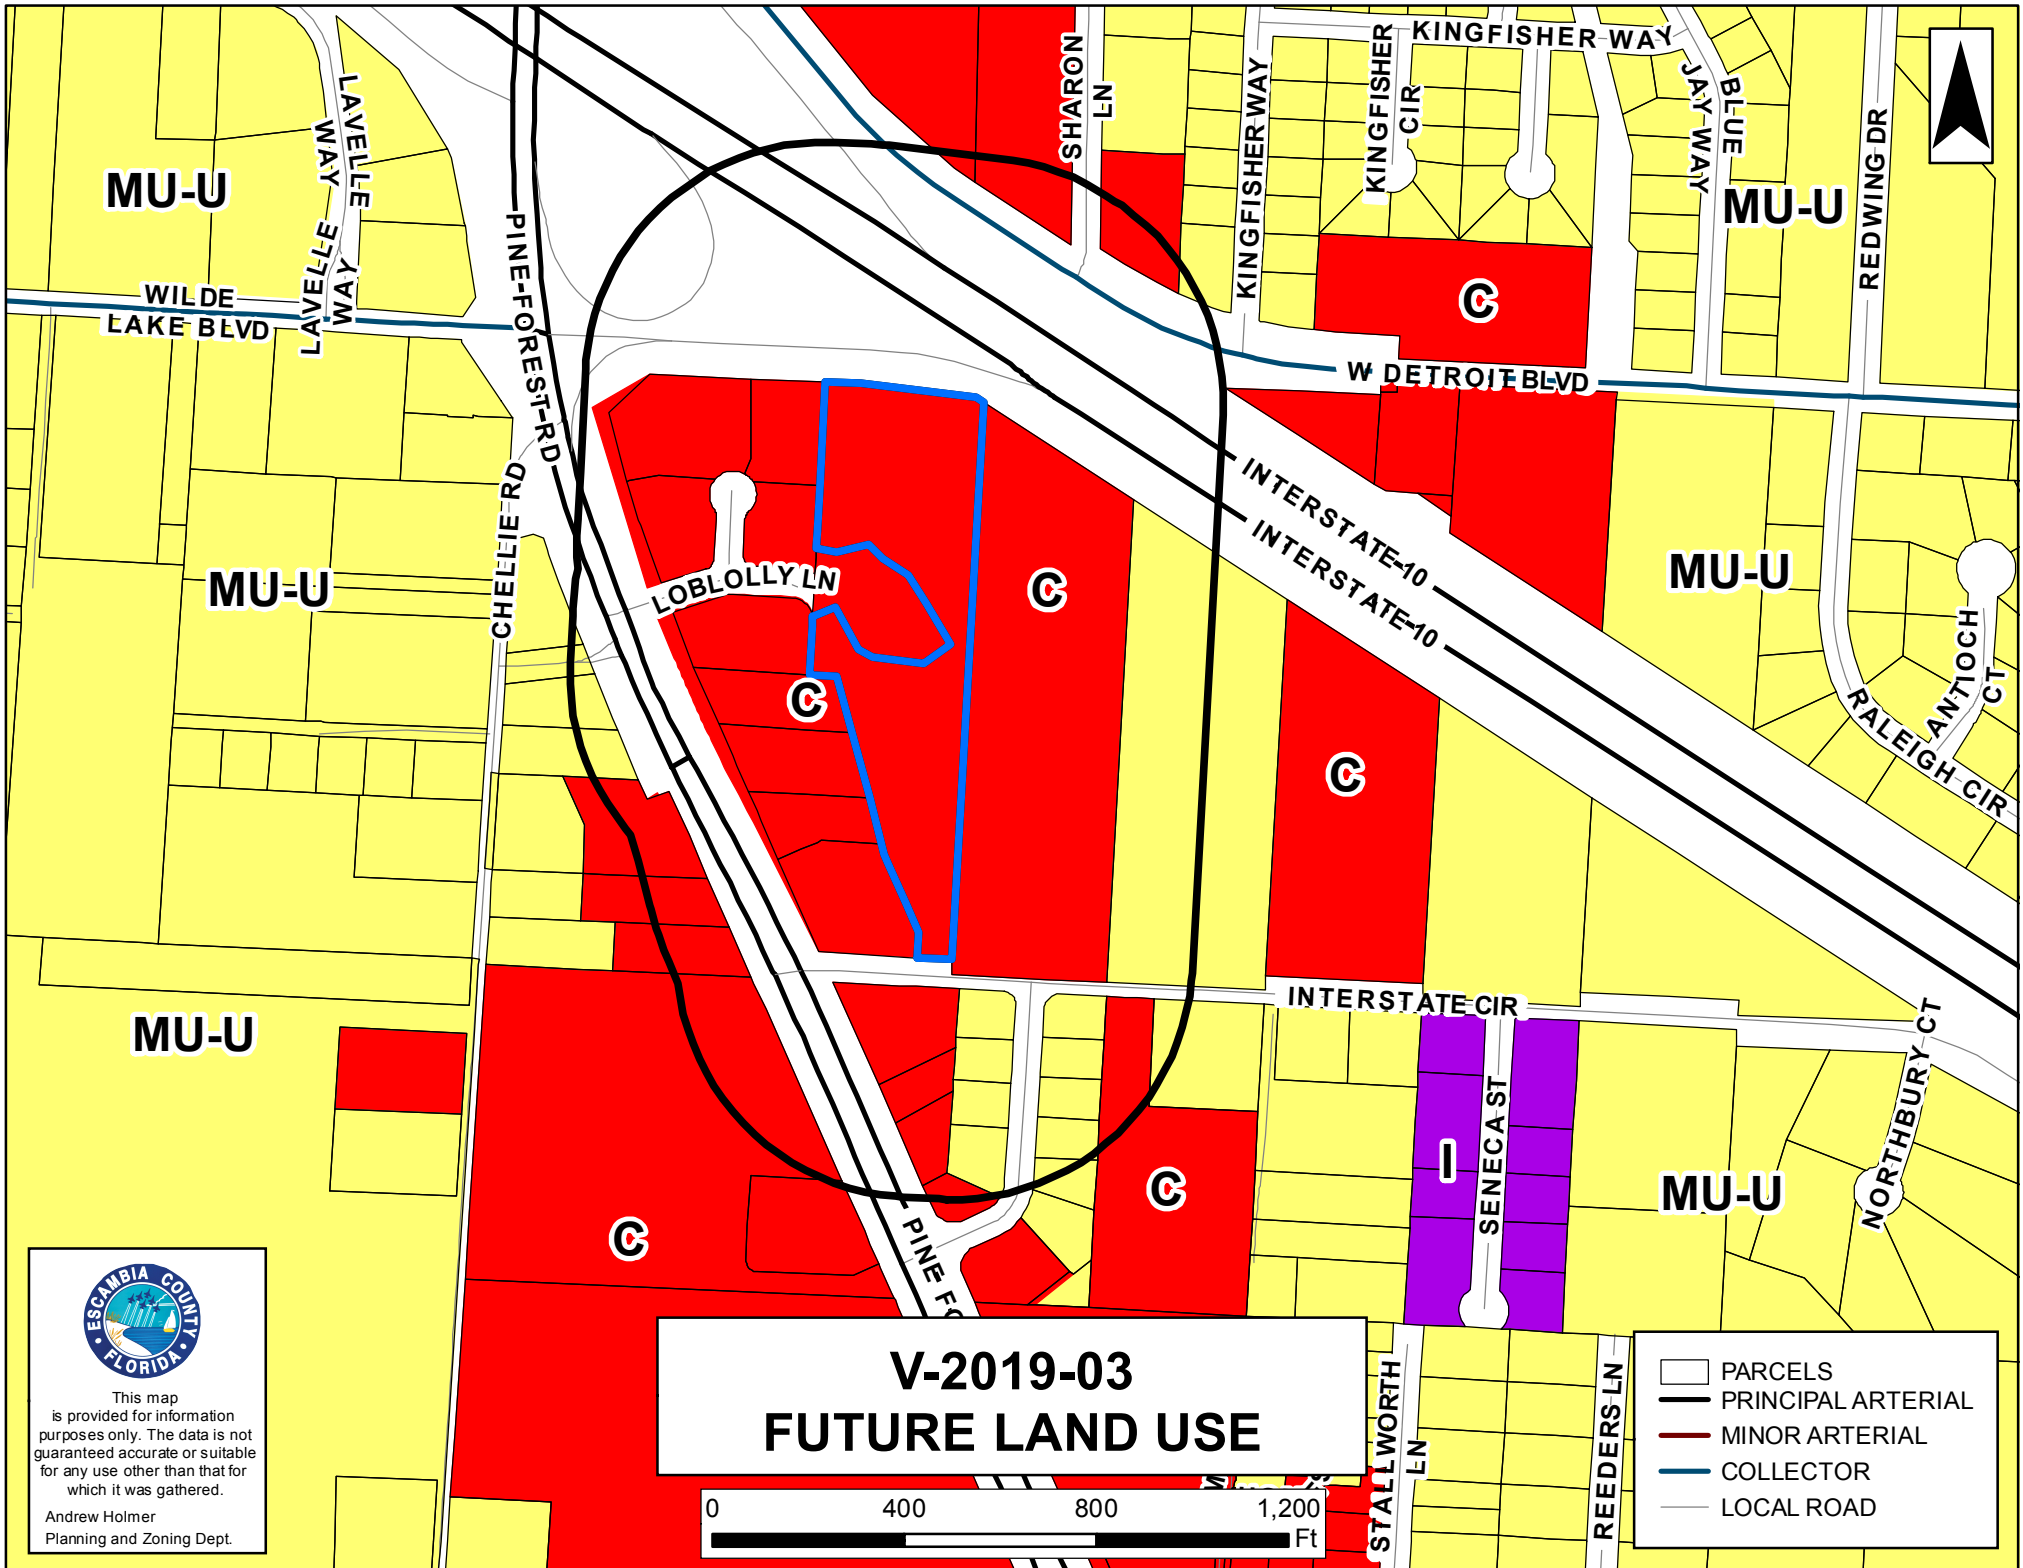 KINGFISHER WAY
SHARON
LN
KINGFISHER WAY
KINGFISHER
CIR
BLUE
JAY WAY
REDWING DR
LAVELLE
WAY
MU-U
MU-U
PINE FOREST RD
LAVELLE
WAY
WILDE
LAKE BLVD
C
W DETROIT BLVD
CHELLIE RD
INTERSTATE-10
INTERSTATE-10
MU-U
LOBLOLLY LN
C
MU-U
ANTIOCH
CT
RALEIGH CIR
C
C
INTERSTATE CIR
MU-U
NORTHBURY CT
SENECA ST
I
C
MU-U
C
PINE FO
ESCAMBIA COUNTY
FLORIDA
This map
is provided for information
purposes only. The data is not
guaranteed accurate or suitable
for any use other than that for
which it was gathered.
Andrew Holmer
Planning and Zoning Dept.
V-2019-03
FUTURE LAND USE
0 400 800 1,200
Ft
STALLWORTH
LN
REEDERS LN
PARCELS
PRINCIPAL ARTERIAL
MINOR ARTERIAL
COLLECTOR
LOCAL ROAD